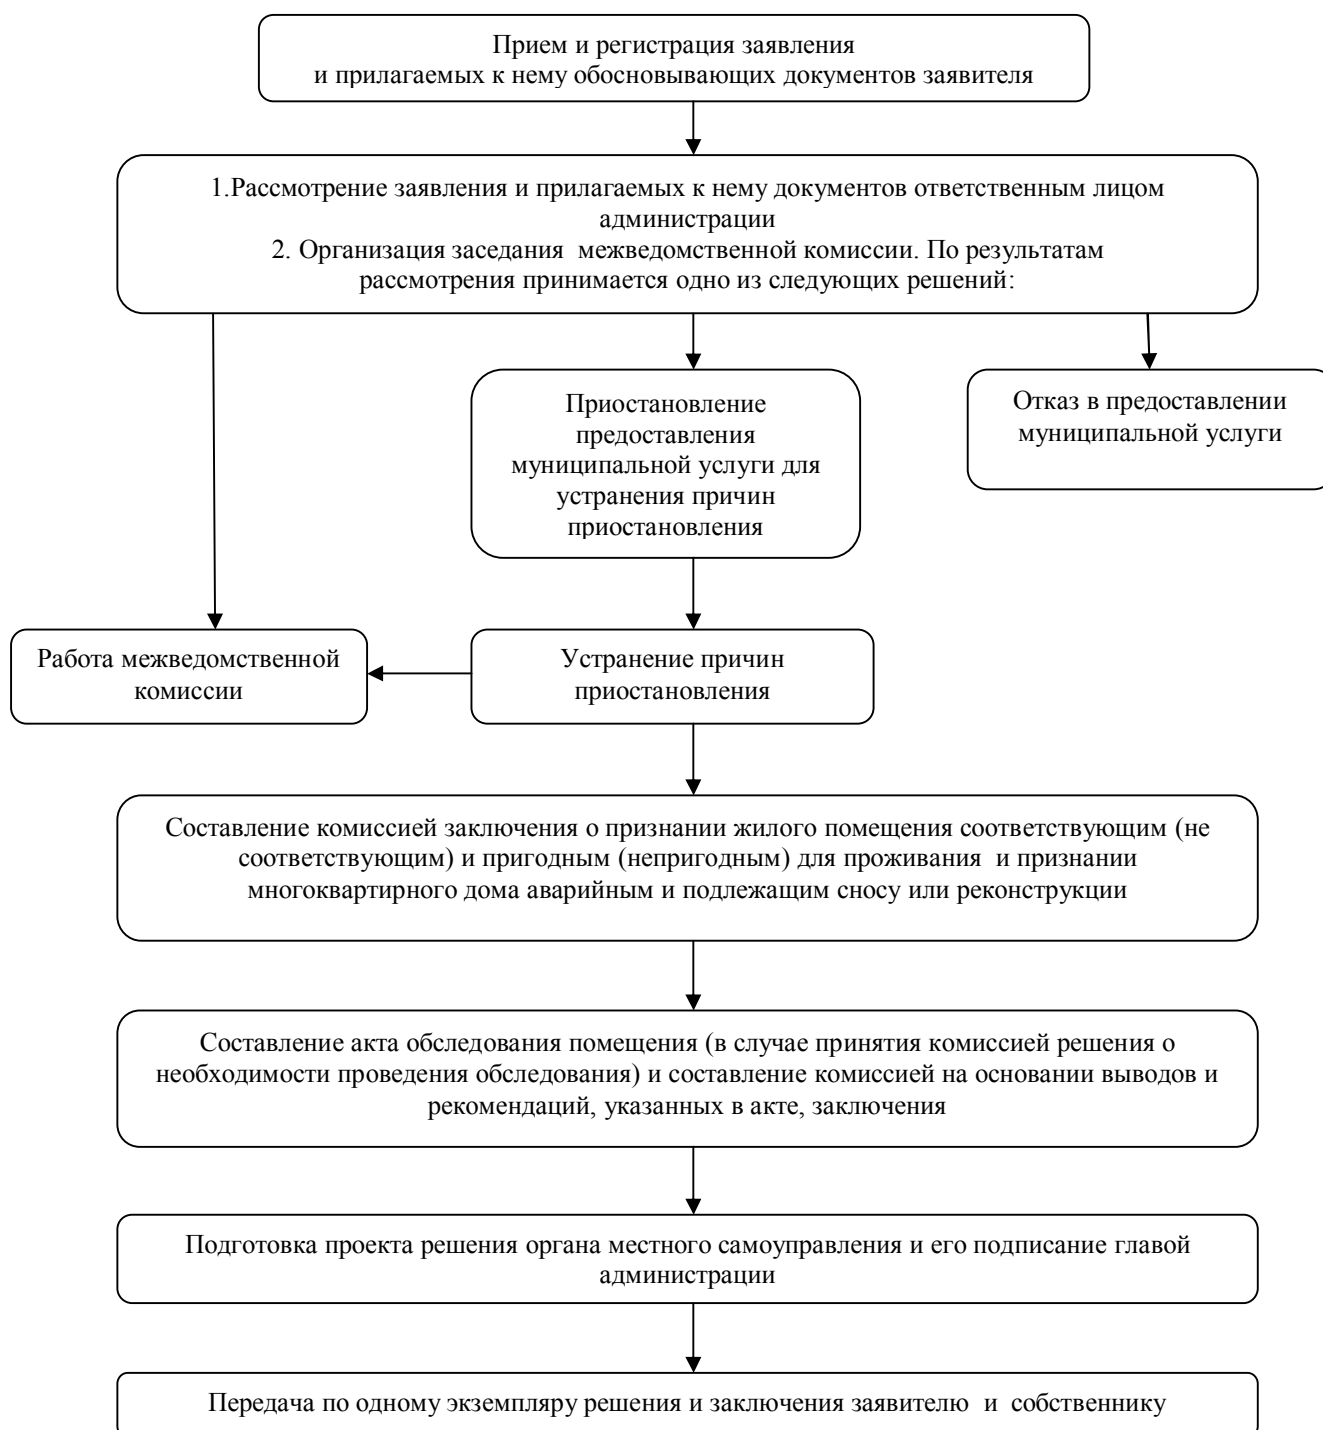 Прием и регистрация заявления
и прилагаемых к нему обосновывающих документов заявителя
1.Рассмотрение заявления и прилагаемых к нему документов ответственным лицом
администрации
2. Организация заседания  межведомственной комиссии. По результатам
рассмотрения принимается одно из следующих решений:
Приостановление
предоставления
муниципальной услуги для
устранения причин
приостановления
Отказ в предоставлении
муниципальной услуги
Работа межведомственной
комиссии
Устранение причин
приостановления
Составление комиссией заключения о признании жилого помещения соответствующим (не
соответствующим) и пригодным (непригодным) для проживания  и признании
многоквартирного дома аварийным и подлежащим сносу или реконструкции
Составление акта обследования помещения (в случае принятия комиссией решения о
необходимости проведения обследования) и составление комиссией на основании выводов и
рекомендаций, указанных в акте, заключения
Подготовка проекта решения органа местного самоуправления и его подписание главой
администрации
Передача по одному экземпляру решения и заключения заявителю  и  собственнику